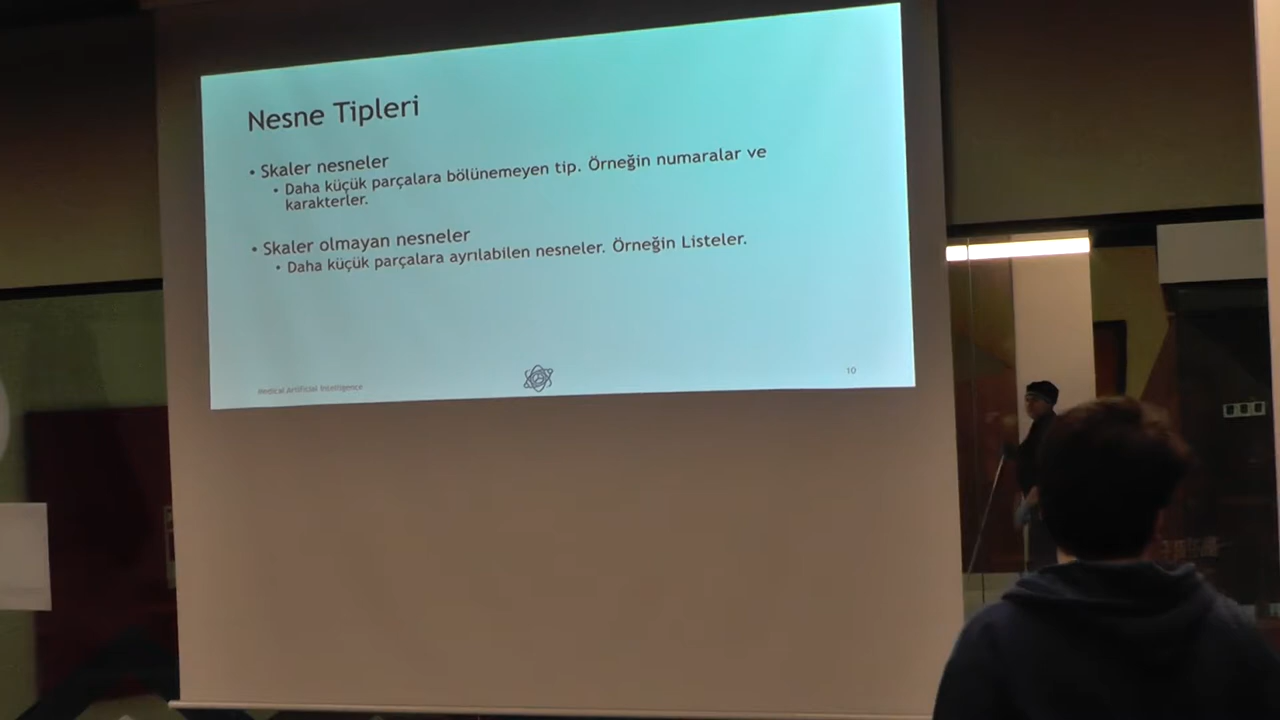 Nesne Tipleri
• Skaler nesneler
• Daha küçük parçalara bölünemeyen tip. Örneğin numaralar ve
karakterler.
• Skaler olmayan nesneler
• Daha küçük parçalara ayrılabilen nesneler. Örneğin Listeler.
Medical Artificial Intelligence
10